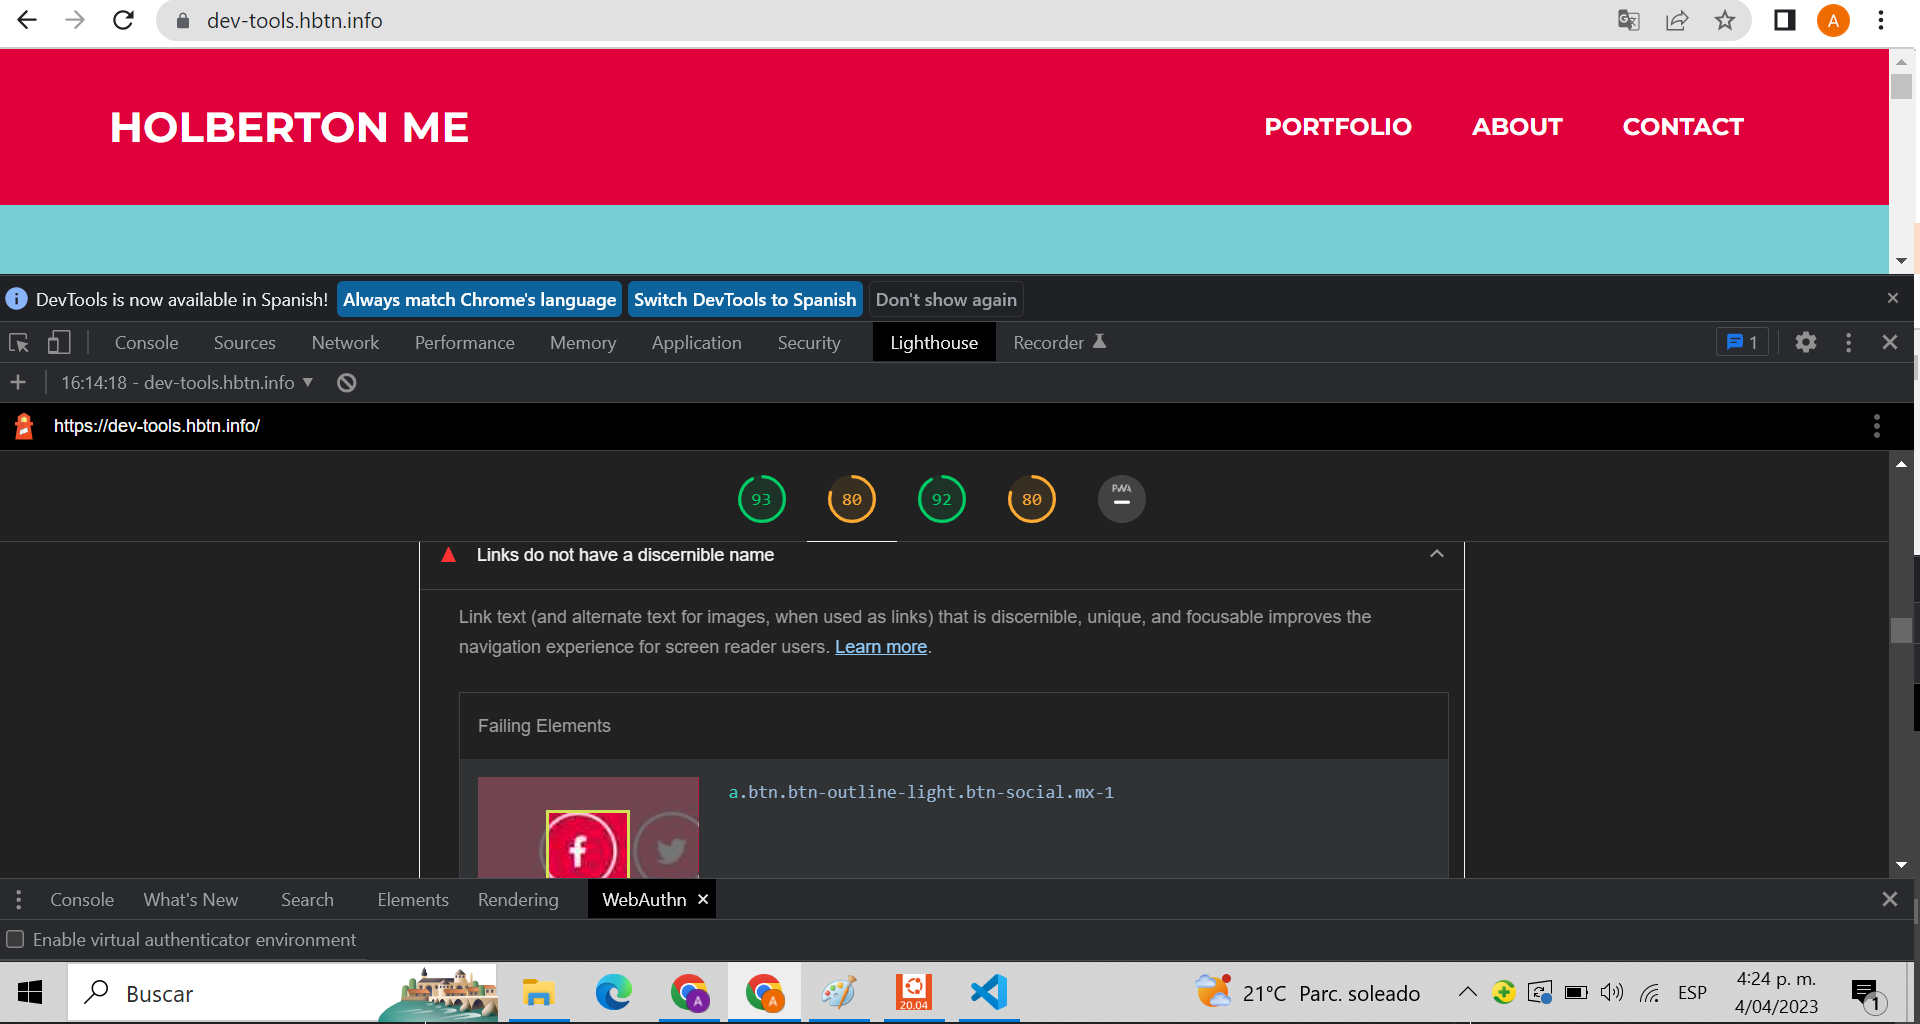 dev-tools.hbtn.info
A
HOLBERTON ME
PORTFOLIO
ABOUT
CONTACT
DevTools is now available in Spanish!
Always match Chrome's language
Switch DevTools to Spanish
Don't show again
Console
Sources
Network
Performance
Memory
Application
Security
Lighthouse
Recorder
1
16:14:18 - dev-tools.hbtn.info
https://dev-tools.hbtn.info/
93
80
92
80
PWA
Links do not have a discernible name
Link text (and alternate text for images, when used as links) that is discernible, unique, and focusable improves the
navigation experience for screen reader users. Learn more.
Failing Elements
a.btn.btn-outline-light.btn-social.mx-1
Console
What's New
Search
Elements
Rendering
WebAuthn
Enable virtual authenticator environment
Buscar
A
A
20.04
21°C Parc. soleado
ESP
4:24 p. m.
4/04/2023
1